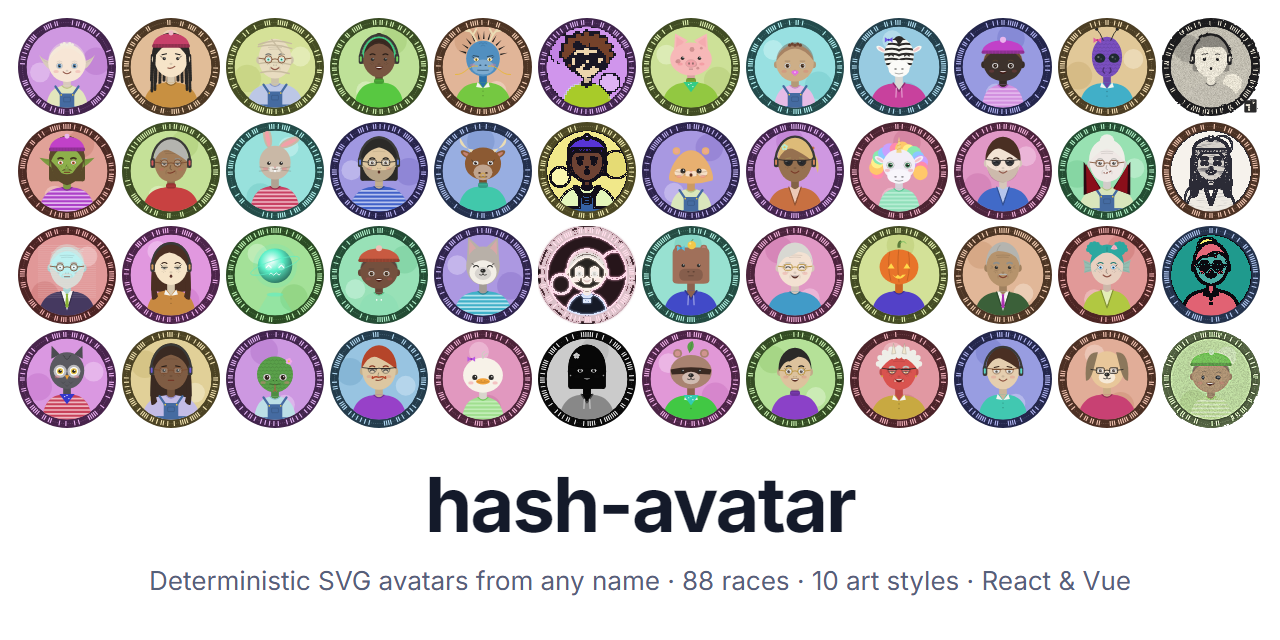 hash-avatar
Deterministic SVG avatars from any name · 88 races · 10 art styles · React & Vue